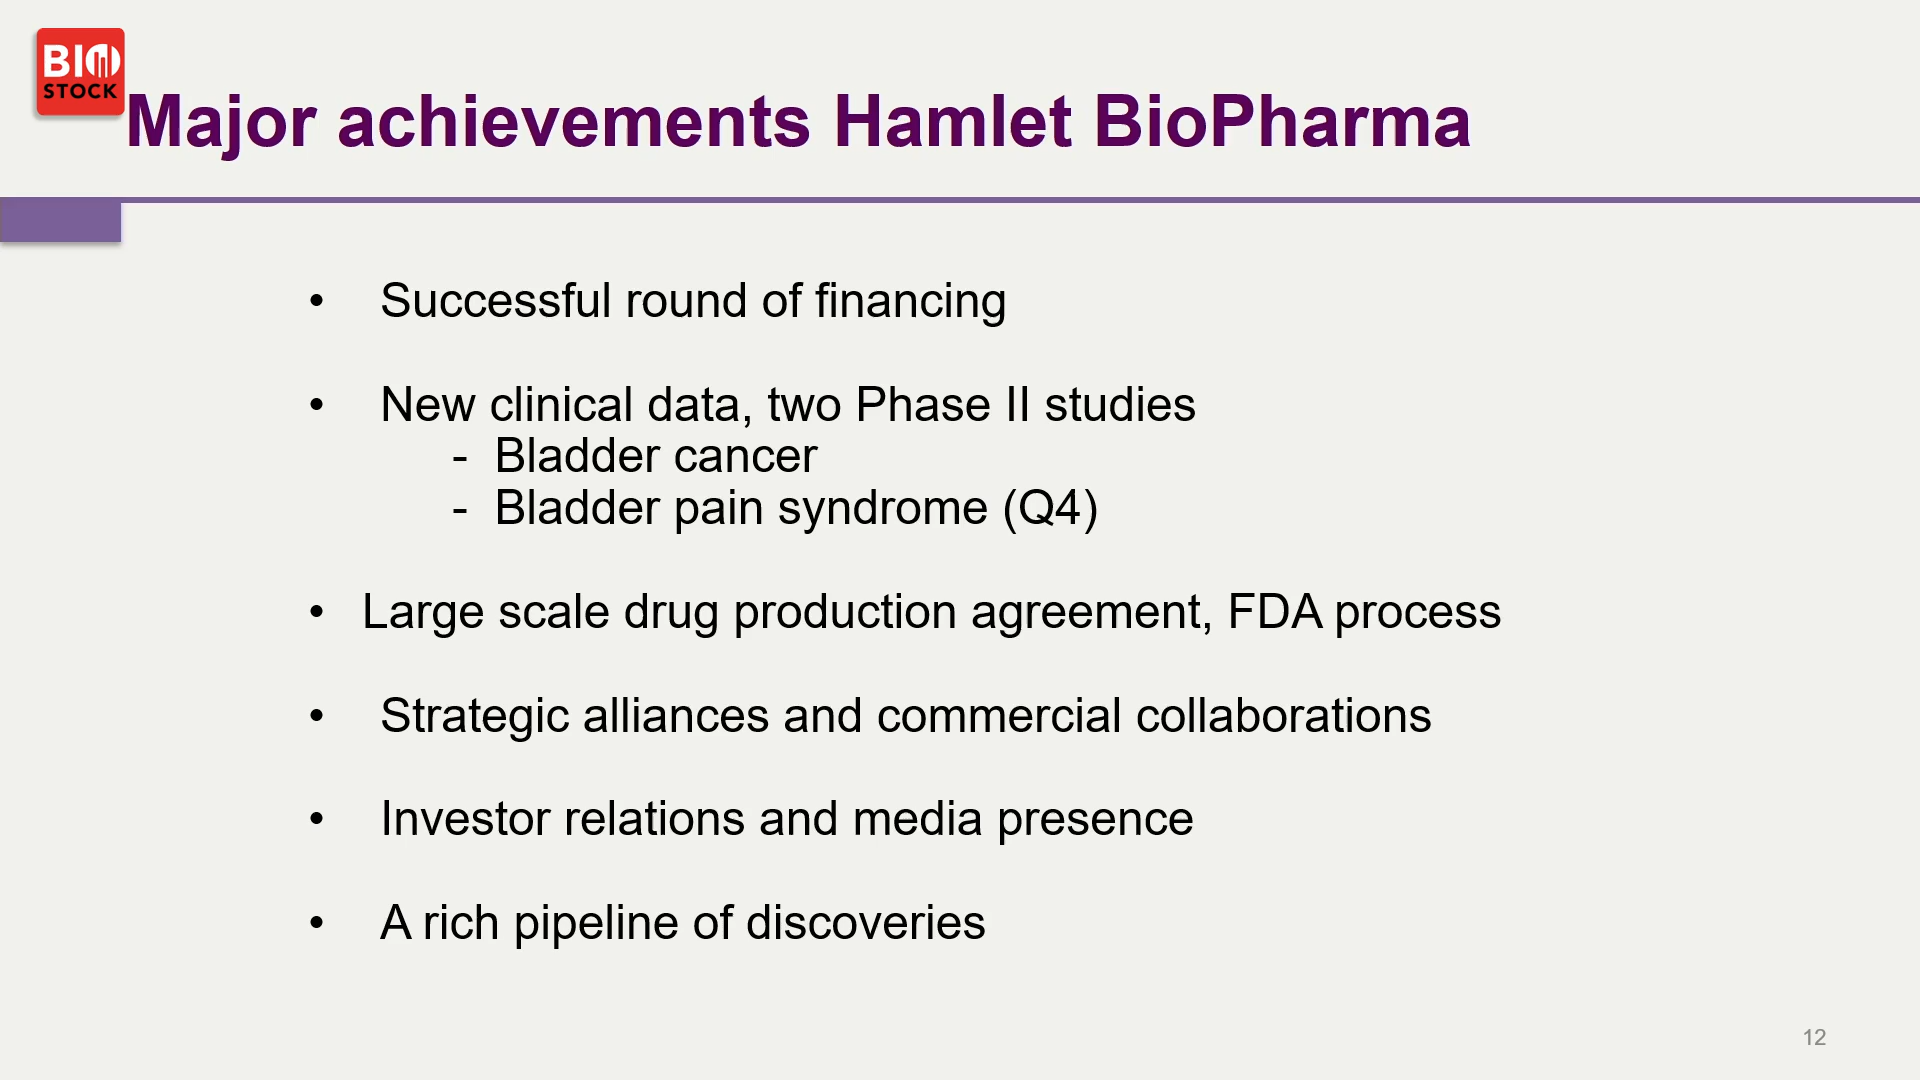 BIO
STOCK
Major achievements Hamlet BioPharma
• Successful round of financing
• New clinical data, two Phase II studies
- Bladder cancer
- Bladder pain syndrome (Q4)
• Large scale drug production agreement, FDA process
• Strategic alliances and commercial collaborations
• Investor relations and media presence
• A rich pipeline of discoveries
12